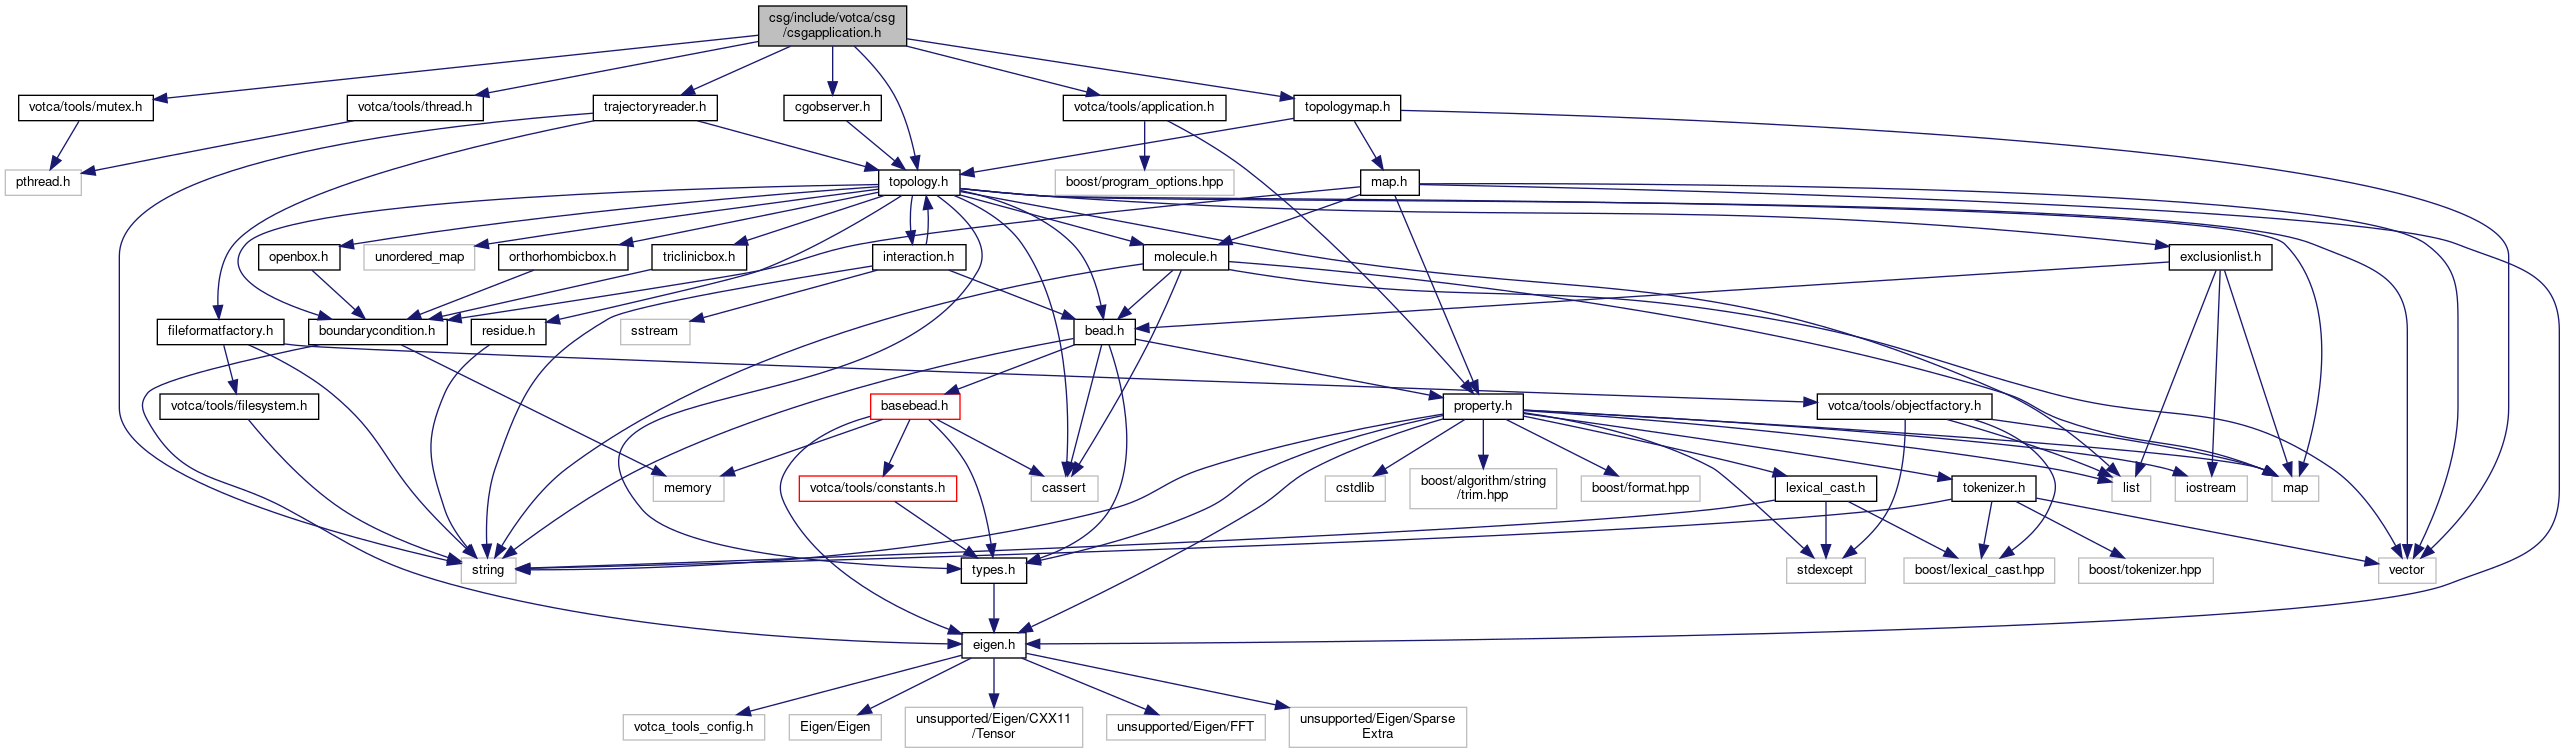 csg/include/votca/csg
/csgapplication.h
votca/tools/mutex.h
votca/tools/thread.h
trajectoryreader.h
cgobserver.h
votca/tools/application.h
topologymap.h
pthread.h
topology.h
boost/program_options.hpp
map.h
openbox.h
unordered_map
orthorhombicbox.h
triclinicbox.h
interaction.h
molecule.h
exclusionlist.h
fileformatfactory.h
boundarycondition.h
residue.h
sstream
bead.h
votca/tools/filesystem.h
basebead.h
property.h
votca/tools/objectfactory.h
memory
votca/tools/constants.h
cassert
cstdlib
boost/algorithm/string
/trim.hpp
boost/format.hpp
lexical_cast.h
tokenizer.h
list
iostream
map
string
types.h
stdexcept
boost/lexical_cast.hpp
boost/tokenizer.hpp
vector
eigen.h
votca_tools_config.h
Eigen/Eigen
unsupported/Eigen/CXX11
/Tensor
unsupported/Eigen/FFT
unsupported/Eigen/Sparse
Extra